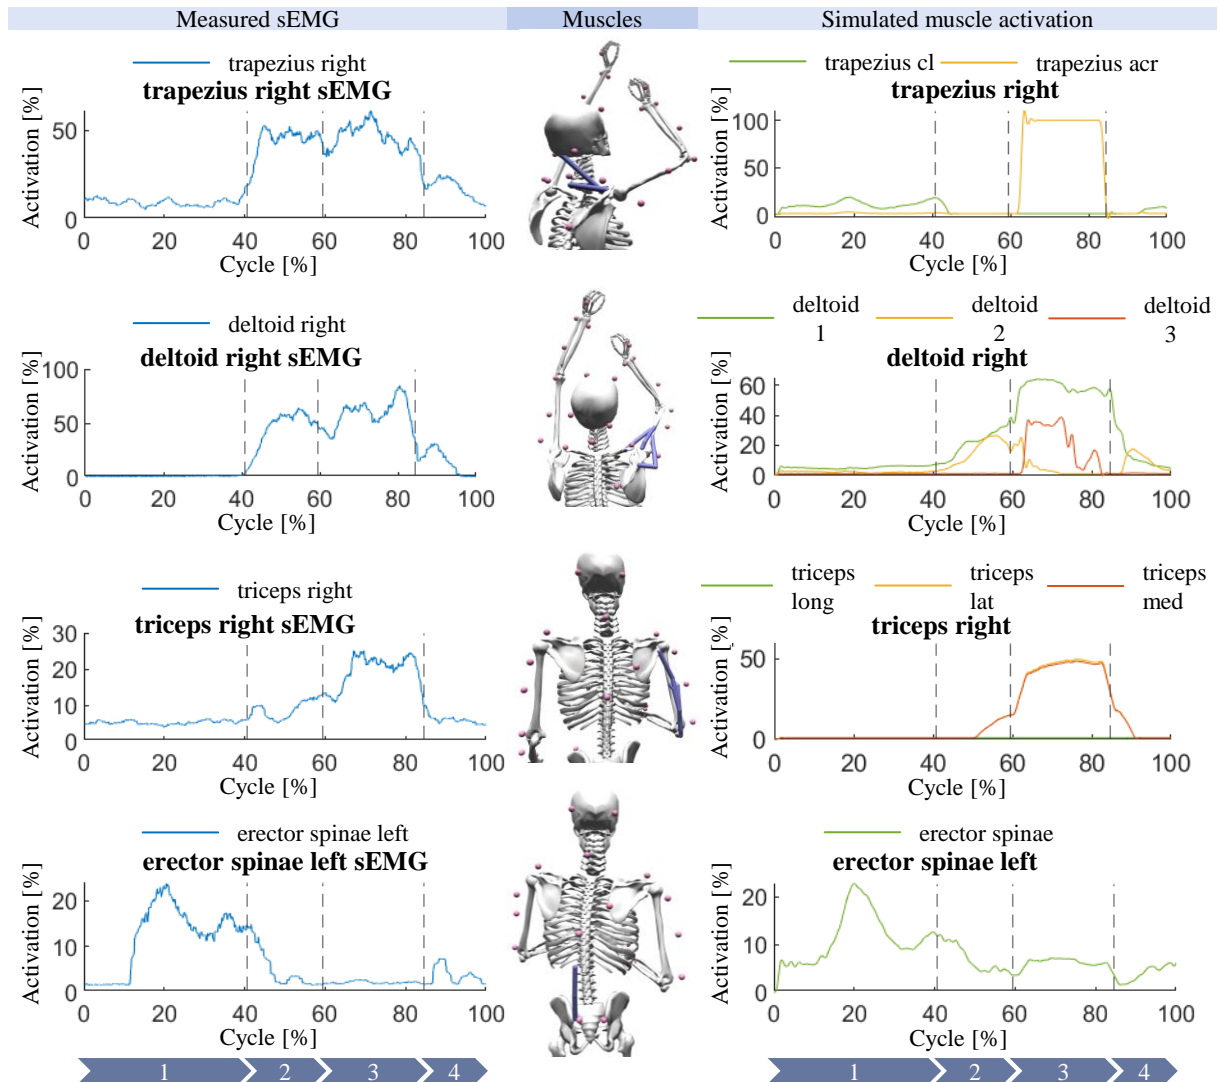 Measured sEMG Muscles Simulated muscle activation
trapezius right
trapezius right sEMG
Activation [%]
50
0
0 20 40 60 80 100
Cycle [%]
trapezius cl trapezius acr
trapezius right
Activation [%]
100
50
0
0 20 40 60 80 100
Cycle [%]
deltoid right
deltoid right sEMG
Activation [%]
100
50
0
0 20 40 60 80 100
Cycle [%]
deltoid 1
deltoid 2
deltoid 3
deltoid right
Activation [%]
60
40
20
0
0 20 40 60 80 100
Cycle [%]
triceps right
triceps right sEMG
Activation [%]
30
20
10
0
0 20 40 60 80 100
Cycle [%]
triceps long
triceps lat
triceps med
triceps right
Activation [%]
50
0
0 20 40 60 80 100
Cycle [%]
erector spinae left
erector spinae left sEMG
Activation [%]
20
10
0
0 20 40 60 80 100
Cycle [%]
erector spinae
erector spinae left
Activation [%]
20
10
0
0 20 40 60 80 100
Cycle [%]
1 2 3 4
1 2 3 4